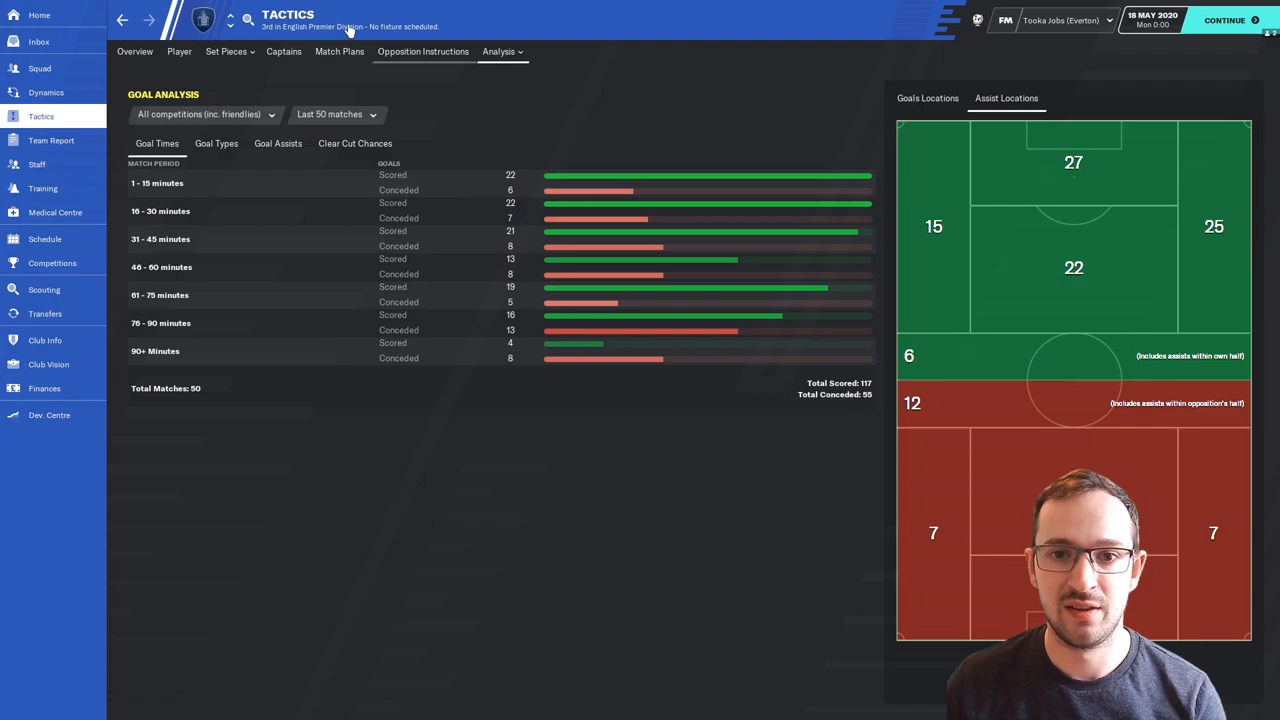 Home
Inbox
Squad
Dynamics
Tactics
Team Report
Staff
Training
Medical Centre
Schedule
Competitions
Scouting
Transfers
Club Info
Club Vision
Finances
Dev. Centre
TACTICS
3rd in English Premier Division - No fixture scheduled.
FM
Tooka Jobs (Everton)
18 MAY 2020
Mon 0:00
CONTINUE
2
Overview Player Set Pieces Captains Match Plans Opposition Instructions Analysis
GOAL ANALYSIS
All competitions (inc. friendlies) Last 50 matches
Goal Times Goal Types Goal Assists Clear Cut Chances
MATCH PERIOD GOALS
1 - 15 minutes
Scored 22
Conceded 6
16 - 30 minutes
Scored 22
Conceded 7
31 - 45 minutes
Scored 21
Conceded 8
46 - 60 minutes
Scored 13
Conceded 8
61 - 75 minutes
Scored 19
Conceded 5
76 - 90 minutes
Scored 16
Conceded 13
90+ Minutes
Scored 4
Conceded 8
Total Matches: 50
Total Scored: 117
Total Conceded: 55
Goals Locations Assist Locations
27
15 25
22
6 (Includes assists within own half)
12 (Includes assists within opposition's half)
7 7